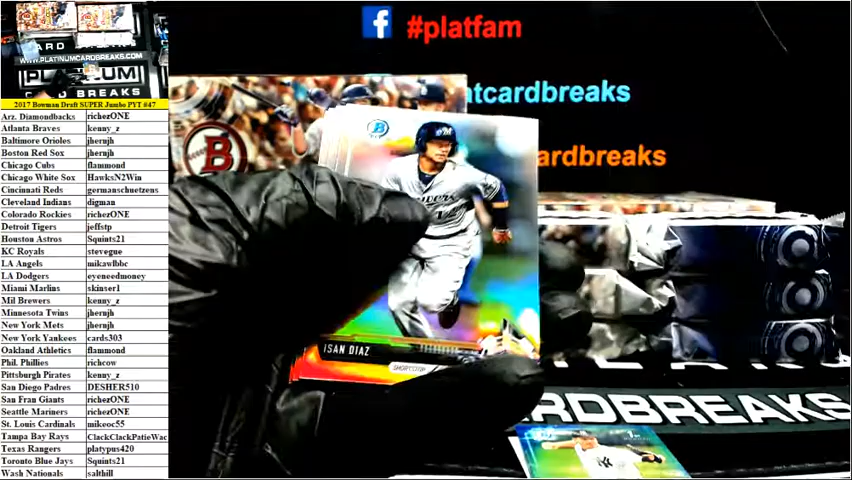 #platfam
atcardbreaks
ardbreaks
WWW.PLATINUMCARDBREAKS.COM
2017 Bowman Draft SUPER Jumbo PYT #47
Arz. Diamondbacks richezONE
Atlanta Braves kenny_z
Baltimore Orioles jhernjh
Boston Red Sox jhernjh
Chicago Cubs flammond
Chicago White Sox HawksN2Win
Cincinnati Reds germanschuetzens
Cleveland Indians digman
Colorado Rockies richezONE
Detroit Tigers jeffstp
Houston Astros Squints21
KC Royals stevegue
LA Angels mikawlbbc
LA Dodgers eyeneedmoney
Miami Marlins skinser1
Mil Brewers kenny_z
Minnesota Twins jhernjh
New York Mets jhernjh
New York Yankees cards303
Oakland Athletics flammond
Phil. Phillies richcow
Pittsburgh Pirates kenny_z
San Diego Padres DESHER510
San Fran Giants richezONE
Seattle Mariners richezONE
St. Louis Cardinals mikeoc55
Tampa Bay Rays ClackClackPatieWac
Texas Rangers platypus420
Toronto Blue Jays Squints21
Wash Nationals salthill
B
ISAN DIAZ
SHORTSTOP
RDBREAKS